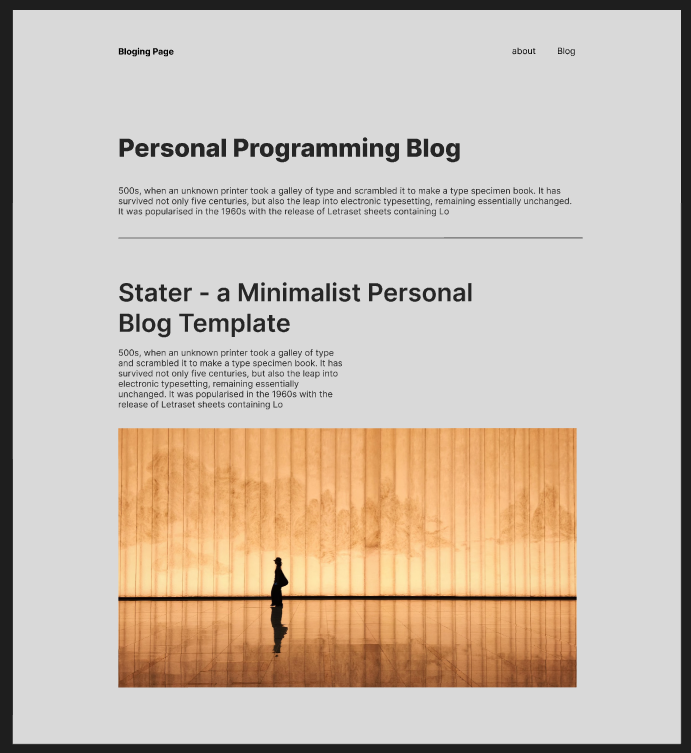 Bloging Page
about
Blog
Personal Programming Blog
500s, when an unknown printer took a galley of type and scrambled it to make a type specimen book. It has
survived not only five centuries, but also the leap into electronic typesetting, remaining essentially unchanged.
It was popularised in the 1960s with the release of Letraset sheets containing Lo
Stater - a Minimalist Personal
Blog Template
500s, when an unknown printer took a galley of type
and scrambled it to make a type specimen book. It has
survived not only five centuries, but also the leap into
electronic typesetting, remaining essentially
unchanged. It was popularised in the 1960s with the
release of Letraset sheets containing Lo